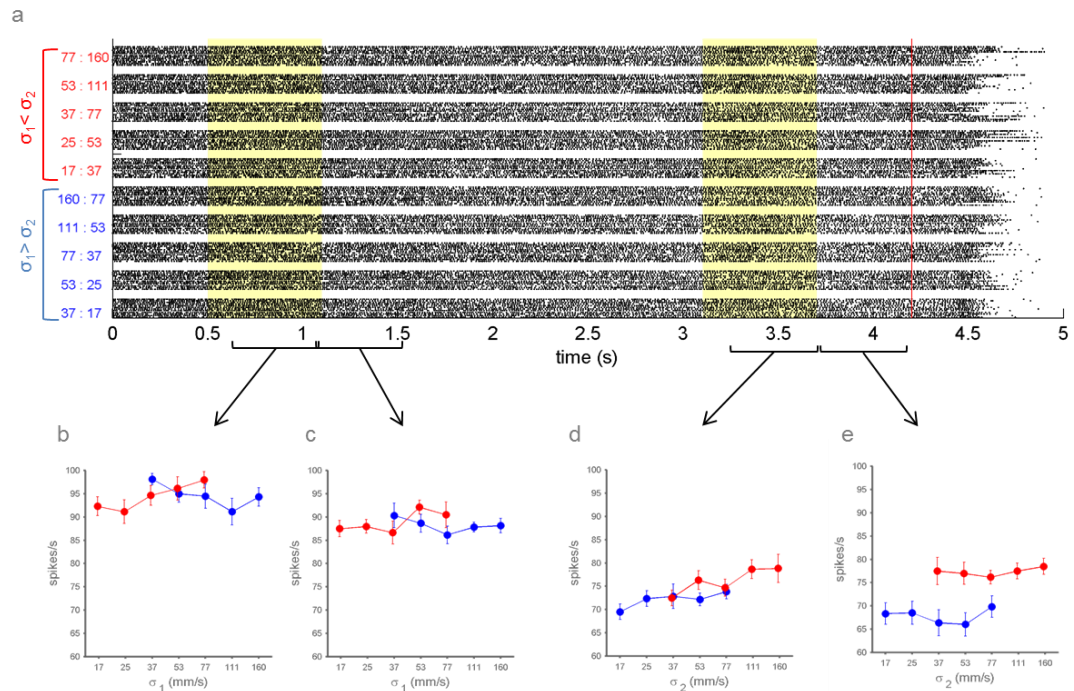 a
σ1< σ2
77 : 160
53 : 111
37 : 77
25 : 53
17 : 37
σ1> σ2
160 : 77
111 : 53
77 : 37
53 : 25
37 : 17
0 0.5 1 1.5 2 2.5 3 3.5 4 4.5 5
time (s)
b
spikes/s
100
95
90
85
80
75
70
65
60
17 25 37 53 77 111 160
σ1 (mm/s)
c
spikes/s
100
95
90
85
80
75
70
65
60
17 25 37 53 77 111 160
σ1 (mm/s)
d
spikes/s
100
95
90
85
80
75
70
65
60
17 25 37 53 77 111 160
σ2 (mm/s)
e
spikes/s
100
95
90
85
80
75
70
65
60
17 25 37 53 77 111 160
σ2 (mm/s)